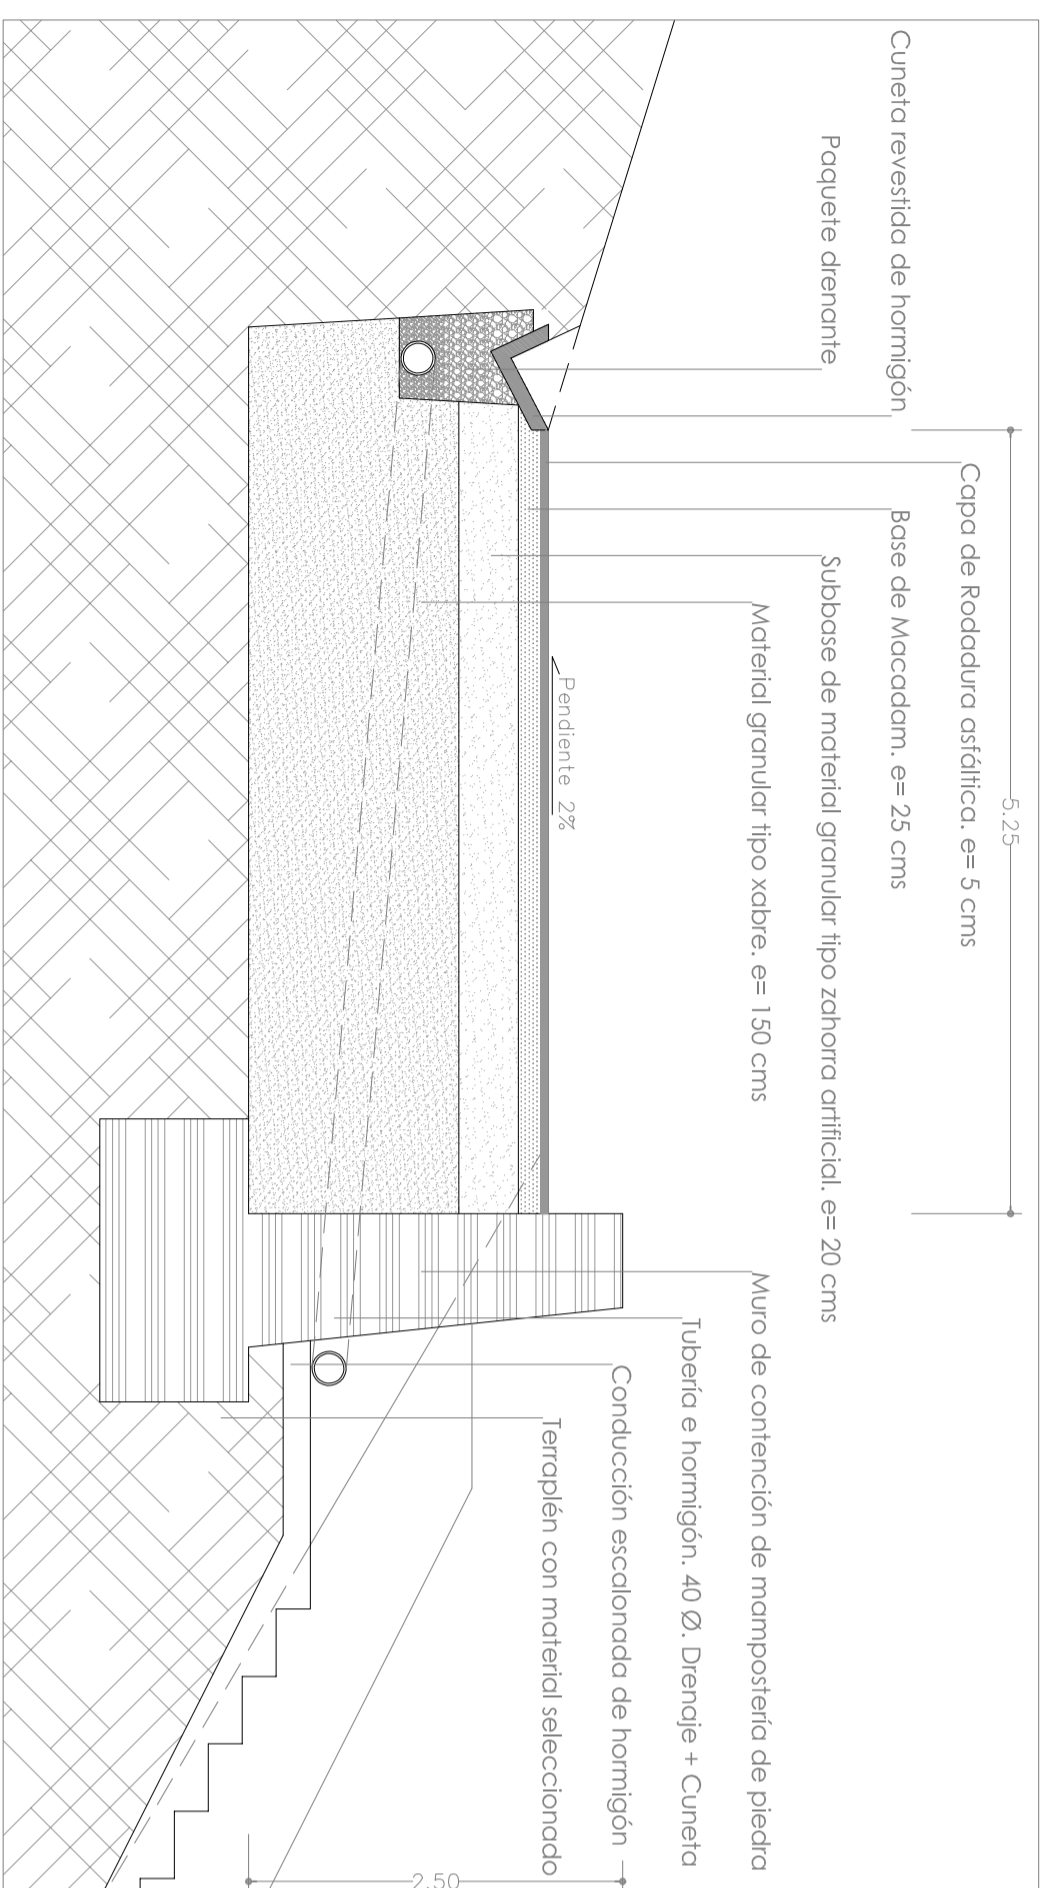 5.25
Capa de Rodadura asfáltica. e= 5 cms
Cuneta revestida de hormigón
Base de Macadam. e= 25 cms
Paquete drenante
Subbase de material granular tipo zahorra artificial. e= 20 cms
Material granular tipo xabre. e= 150 cms
Muro de contención de mampostería de piedra
Tubería e hormigón. 40 Ø. Drenaje + Cuneta
Conducción escalonada de hormigón
Pendiente 2%
Terraplén con material seleccionado
2.50